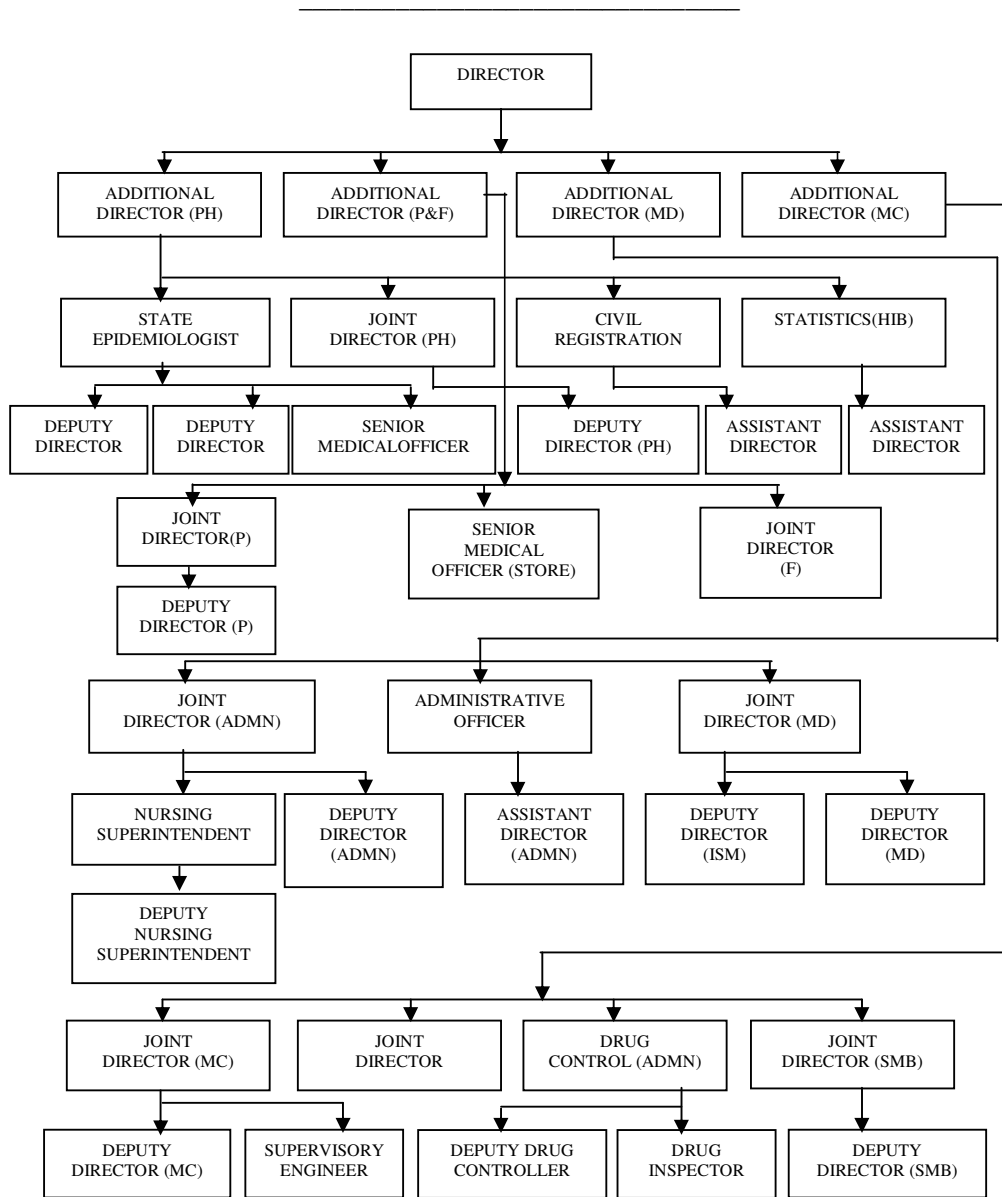 DIRECTOR
ADDITIONAL
DIRECTOR (PH)
ADDITIONAL
DIRECTOR (P&F)
ADDITIONAL
DIRECTOR (MD)
ADDITIONAL
DIRECTOR (MC)
STATE
EPIDEMIOLOGIST
JOINT
DIRECTOR (PH)
CIVIL
REGISTRATION
STATISTICS(HIB)
DEPUTY
DIRECTOR
DEPUTY
DIRECTOR
SENIOR
MEDICALOFFICER
DEPUTY
DIRECTOR (PH)
ASSISTANT
DIRECTOR
ASSISTANT
DIRECTOR
JOINT
DIRECTOR(P)
SENIOR
MEDICAL
OFFICER (STORE)
JOINT
DIRECTOR
(F)
DEPUTY
DIRECTOR (P)
JOINT
DIRECTOR (ADMN)
ADMINISTRATIVE
OFFICER
JOINT
DIRECTOR (MD)
NURSING
SUPERINTENDENT
DEPUTY
DIRECTOR
(ADMN)
ASSISTANT
DIRECTOR
(ADMN)
DEPUTY
DIRECTOR
(ISM)
DEPUTY
DIRECTOR
(MD)
DEPUTY
NURSING
SUPERINTENDENT
JOINT
DIRECTOR (MC)
JOINT
DIRECTOR
DRUG
CONTROL (ADMN)
JOINT
DIRECTOR (SMB)
DEPUTY
DIRECTOR (MC)
SUPERVISORY
ENGINEER
DEPUTY DRUG
CONTROLLER
DRUG
INSPECTOR
DEPUTY
DIRECTOR (SMB)